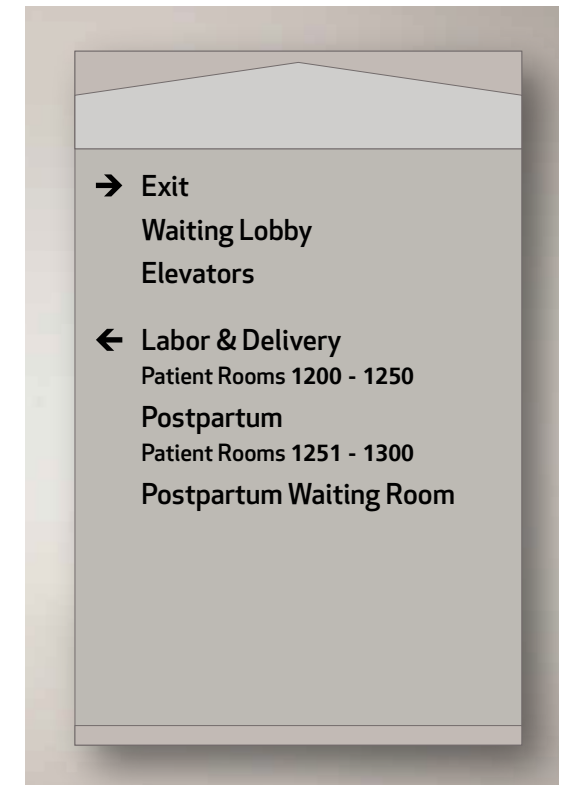 → Exit
Waiting Lobby
Elevators
← Labor & Delivery
Patient Rooms 1200 - 1250
Postpartum
Patient Rooms 1251 - 1300
Postpartum Waiting Room